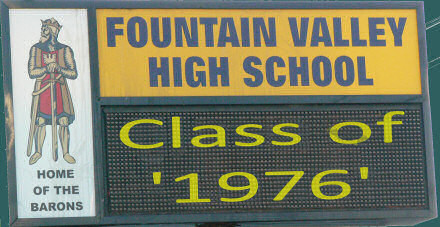 FOUNTAIN VALLEY
HIGH SCHOOL
Class of
'1976'
HOME
OF THE
BARONS